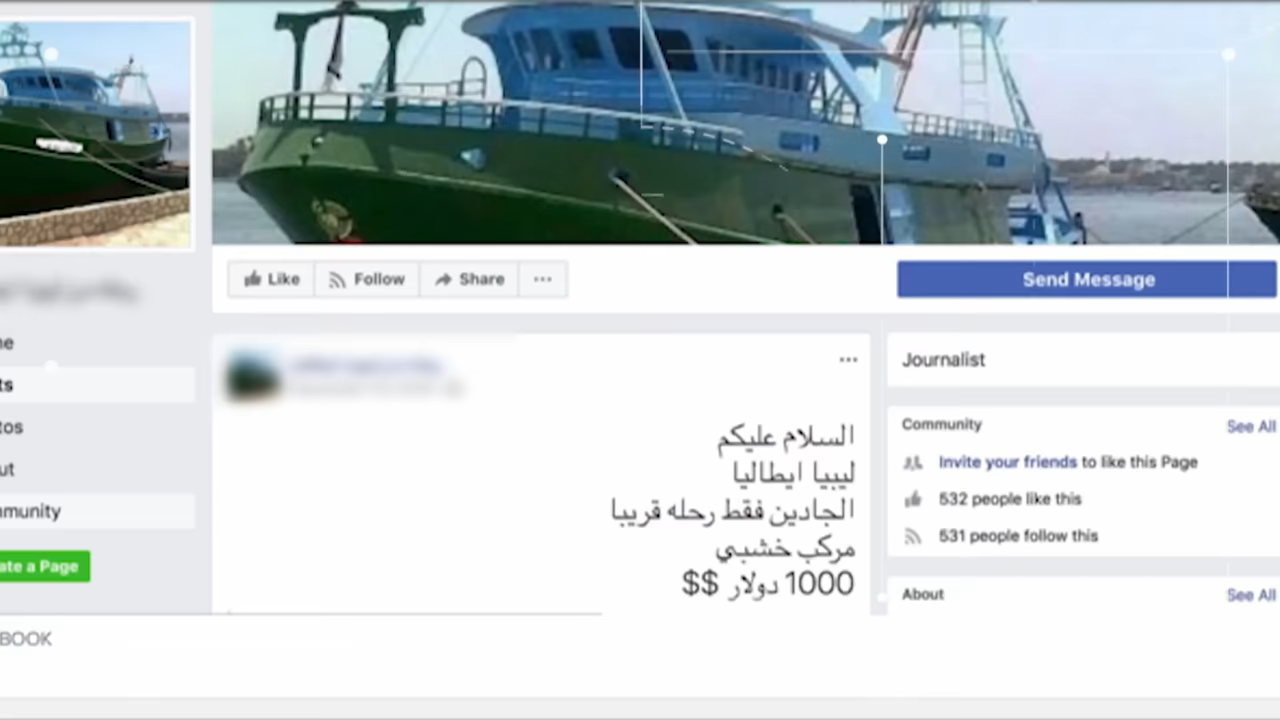 Like
Follow
Share
...
Send Message
ne
ts
tos
ut
mmunity
ate a Page
...
السلام عليكم
ليبيا ايطاليا
الجادين فقط رحله قريبا
مركب خشبي
1000 دولار $$
Journalist
Community
See All
Invite your friends to like this Page
532 people like this
531 people follow this
About
See All
BOOK